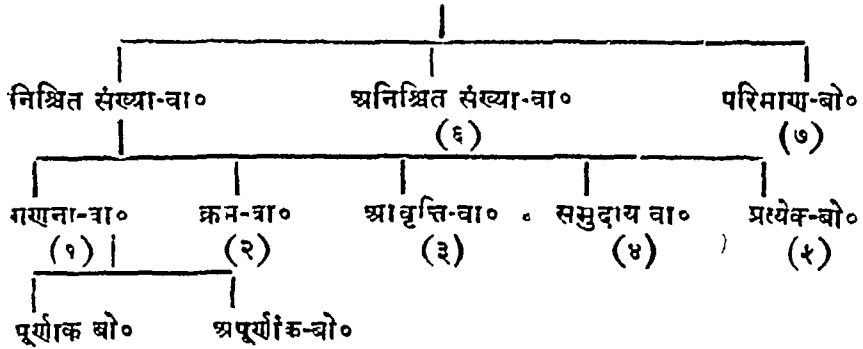 निश्चित संख्या-वा० अनिश्चित संख्या-वा० परिमाण-बो०
(६) (७)
गणना-वा० क्रम-वा० आवृत्ति-वा० समुदाय वा० प्रत्येक-बो०
(१) (२) (३) (४) (५)
पूर्णांक बो० अपूर्णांक-बो०